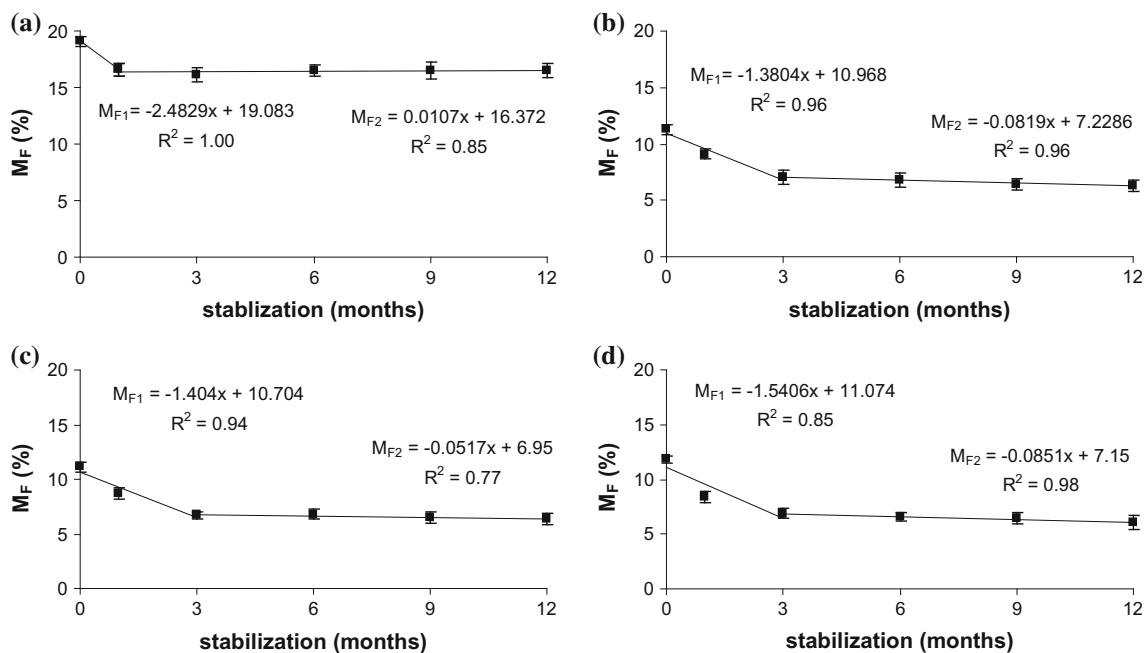 (a)
20
15
10
5
0
M_F (%)
M_F1= -2.4829x + 19.083
R² = 1.00
M_F2 = 0.0107x + 16.372
R² = 0.85
0 3 6 9 12
stablization (months)
(b)
20
15
10
5
0
M_F (%)
M_F1 = -1.3804x + 10.968
R² = 0.96
M_F2 = -0.0819x + 7.2286
R² = 0.96
0 3 6 9 12
stablization (months)
(c)
20
15
10
5
0
M_F (%)
M_F1 = -1.404x + 10.704
R² = 0.94
M_F2 = -0.0517x + 6.95
R² = 0.77
0 3 6 9 12
stabilization (months)
(d)
20
15
10
5
0
M_F (%)
M_F1 = -1.5406x + 11.074
R² = 0.85
M_F2 = -0.0851x + 7.15
R² = 0.98
0 3 6 9 12
stabilization (months)